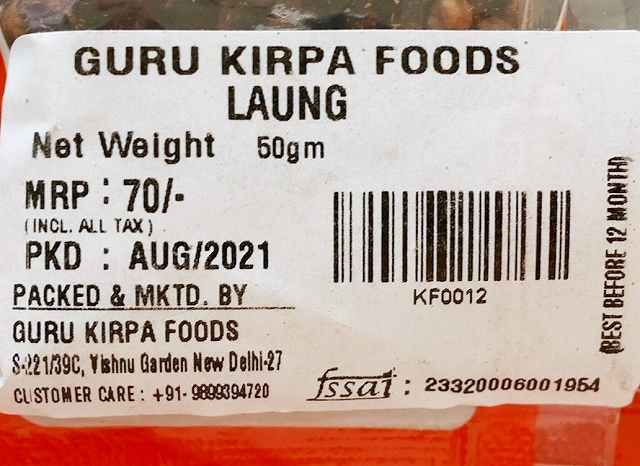 GURU KIRPA FOODS
LAUNG
Net Weight 50gm
MRP : 70/-
(INCL. ALL TAX)
PKD : AUG/2021
PACKED & MKTD. BY
GURU KIRPA FOODS
S-221/39C, Vishnu Garden New Delhi-27
CUSTOMER CARE : +91- 9899394720
KF0012
fssai : 23320006001954
(BEST BEFORE 12 MONTH)